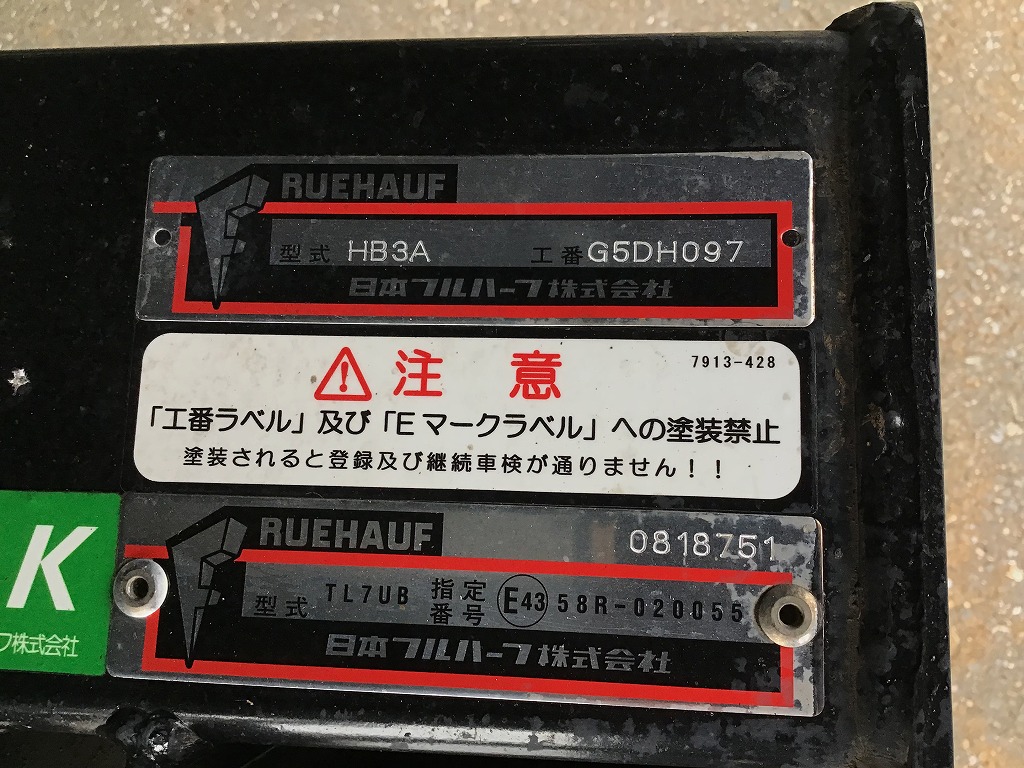 RUEHAUF
型式 HB3A 工番 G5DH097
日本フルハーフ株式会社
注意 7913-428
「工番ラベル」及び「Eマークラベル」への塗装禁止
塗装されると登録及び継続車検が通りません!!
K
フ株式会社
RUEHAUF 0818751
型式 TL7UB 指定番号 E43 58R-020055
日本フルハーフ株式会社